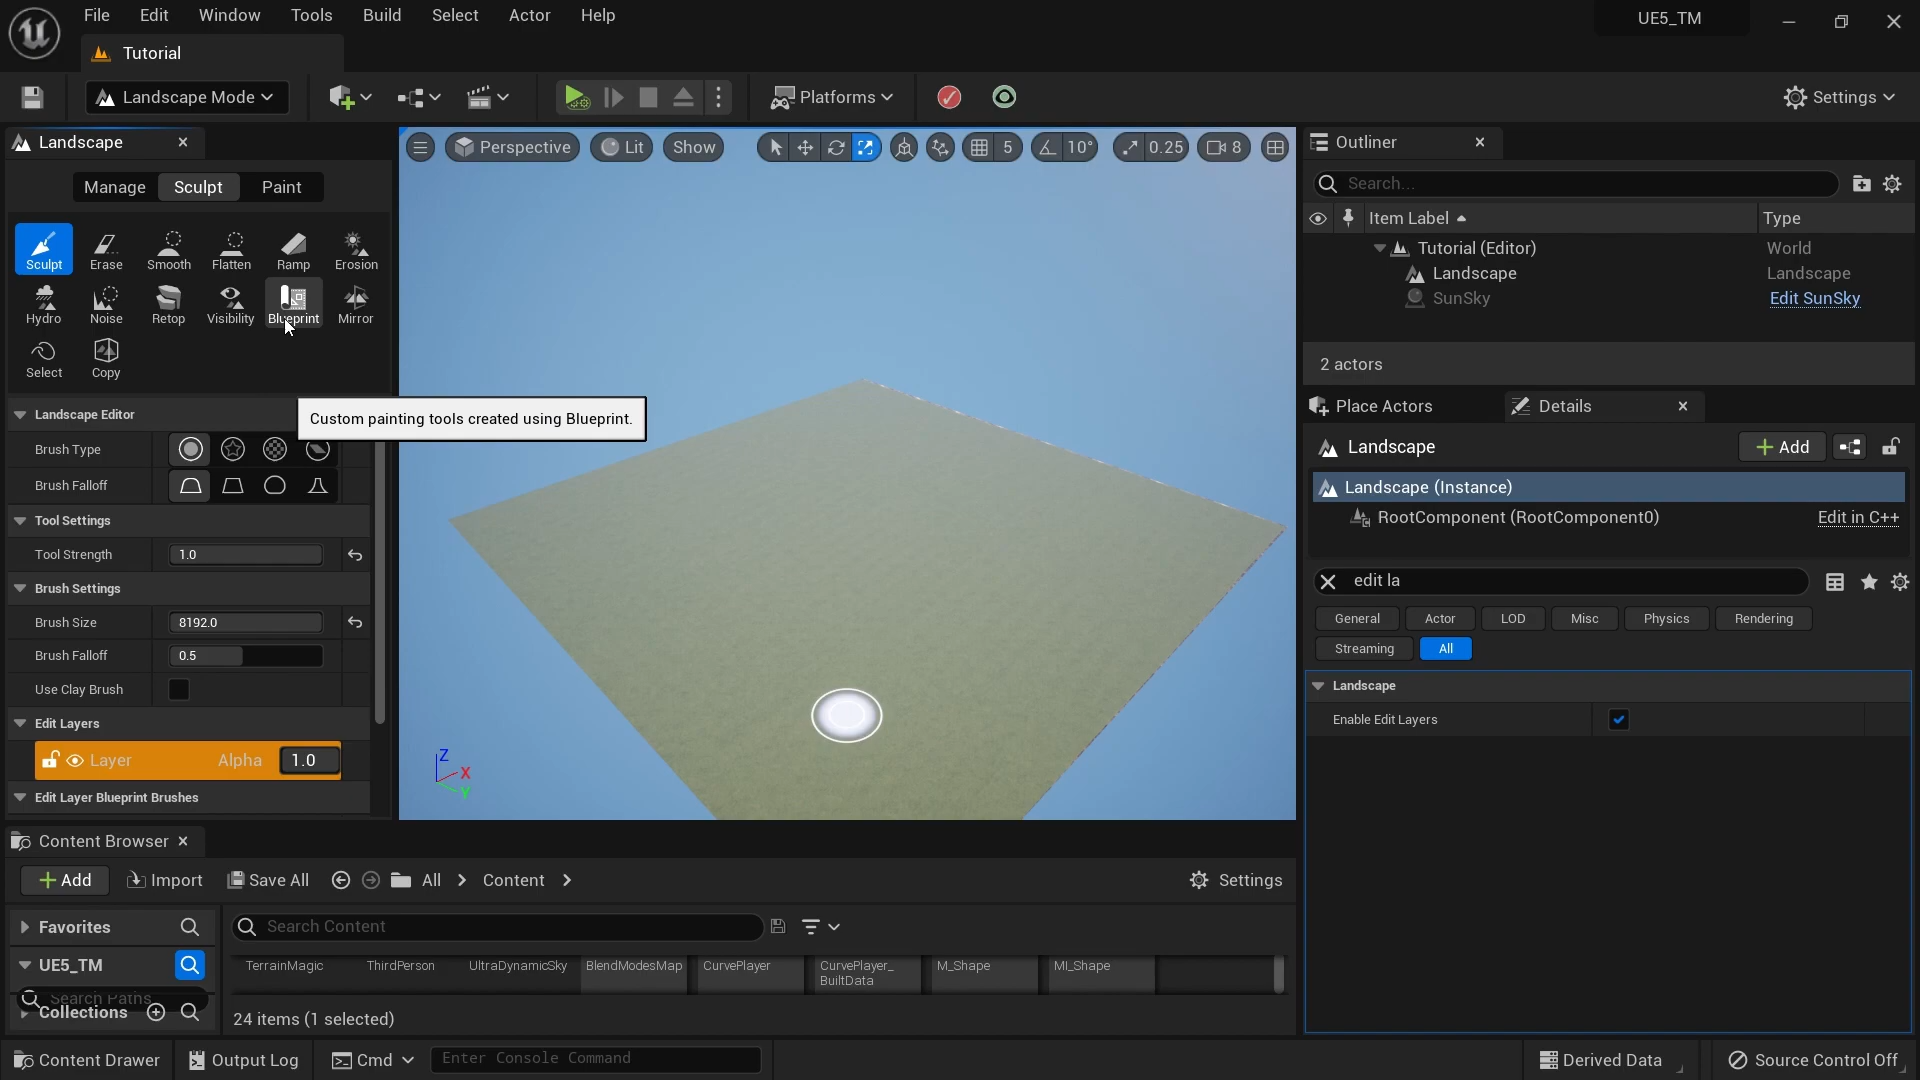 File Edit Window Tools Build Select Actor Help
UE5_TM
Tutorial
Landscape Mode
Platforms
Settings
Landscape
Manage Sculpt Paint
Sculpt Erase Smooth Flatten Ramp Erosion
Hydro Noise Retop Visibility Blueprint Mirror
Select Copy
Landscape Editor
Custom painting tools created using Blueprint.
Brush Type
Brush Falloff
Tool Settings
Tool Strength 1.0
Brush Settings
Brush Size 8192.0
Brush Falloff 0.5
Use Clay Brush
Edit Layers
Layer Alpha 1.0
Edit Layer Blueprint Brushes
Perspective Lit Show 5 10° 0.25 8
Z
X
Y
Outliner
Search...
Item Label Type
Tutorial (Editor) World
Landscape Landscape
SunSky Edit SunSky
2 actors
Place Actors Details
Landscape Add
Landscape (Instance)
RootComponent (RootComponent0) Edit in C++
edit la
General Actor LOD Misc Physics Rendering
Streaming All
Landscape
Enable Edit Layers
Content Browser
Add Import Save All All Content Settings
Favorites
UE5_TM
Search Paths
Collections
Search Content
TerrainMagic ThirdPerson UltraDynamicSky BlendModesMap CurvePlayer CurvePlayer_ M_Shape MI_Shape
BuiltData
24 items (1 selected)
Content Drawer Output Log Cmd Enter Console Command Derived Data Source Control Off